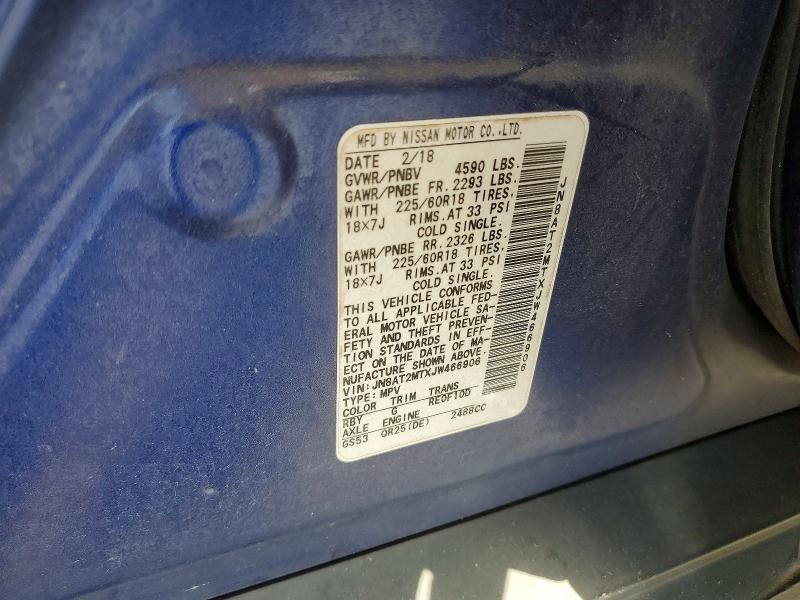 MFD BY NISSAN MOTOR CO.,LTD.
DATE 2/18
GVWR/PNBV 4590 LBS.
GAWR/PNBE FR. 2293 LBS.
WITH 225/60R18 TIRES,
18×7J RIMS.AT 33 PSI
COLD SINGLE.
GAWR/PNBE RR. 2326 LBS.
WITH 225/60R18 TIRES,
18×7J RIMS.AT 33 PSI
COLD SINGLE.
THIS VEHICLE CONFORMS
TO ALL APPLICABLE FED-
ERAL MOTOR VEHICLE SA-
FETY AND THEFT PREVEN-
TION STANDARDS IN EFF-
ECT ON THE DATE OF MA-
NUFACTURE SHOWN ABOVE.
VIN:JN8AT2MTXJW466906
TYPE:MPV
COLOR TRIM TRANS
RBY G RE0F10D
AXLE ENGINE
GS53 QR25(DE) 2488CC
JN8AT2MTXJW466906